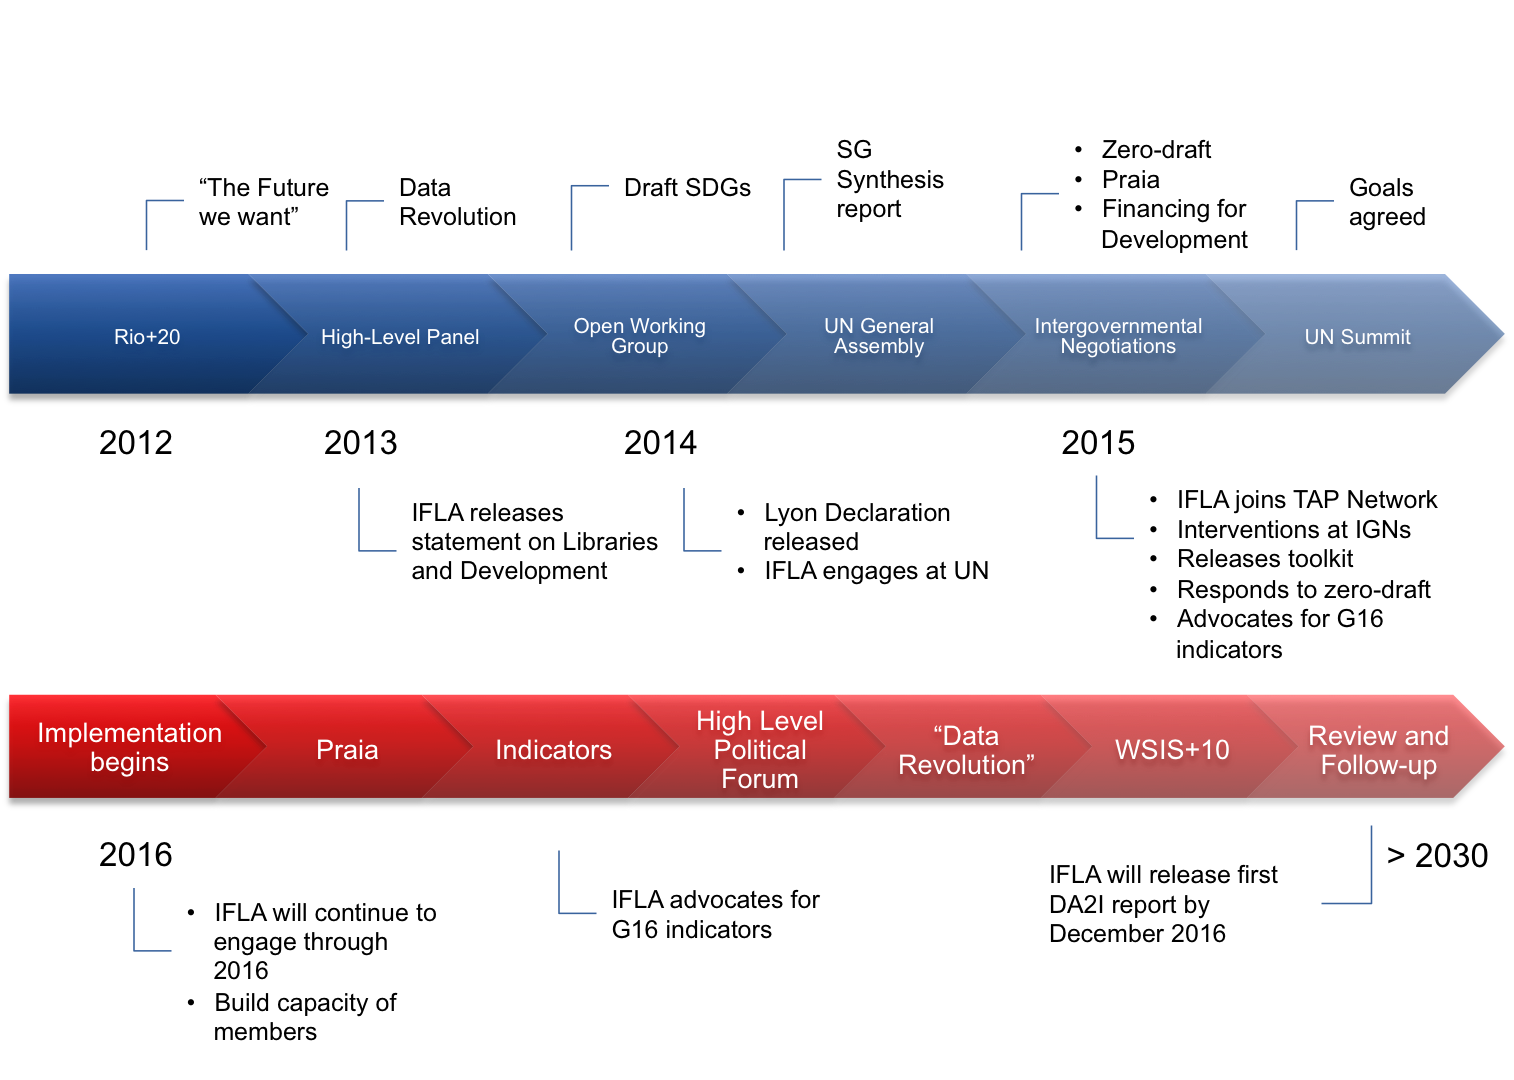 “The Future
we want”
Data
Revolution
Draft SDGs
SG
Synthesis
report
• Zero-draft
• Praia
• Financing for
Development
Goals
agreed
Rio+20
High-Level Panel
Open Working
Group
UN General
Assembly
Intergovernmental
Negotiations
UN Summit
2012
2013
2014
2015
IFLA releases
statement on Libraries
and Development
• Lyon Declaration
released
• IFLA engages at UN
• IFLA joins TAP Network
• Interventions at IGNs
• Releases toolkit
• Responds to zero-draft
• Advocates for G16
indicators
Implementation
begins
Praia
Indicators
High Level
Political
Forum
“Data
Revolution”
WSIS+10
Review and
Follow-up
2016
> 2030
• IFLA will continue to
engage through
2016
• Build capacity of
members
IFLA advocates for
G16 indicators
IFLA will release first
DA2I report by
December 2016